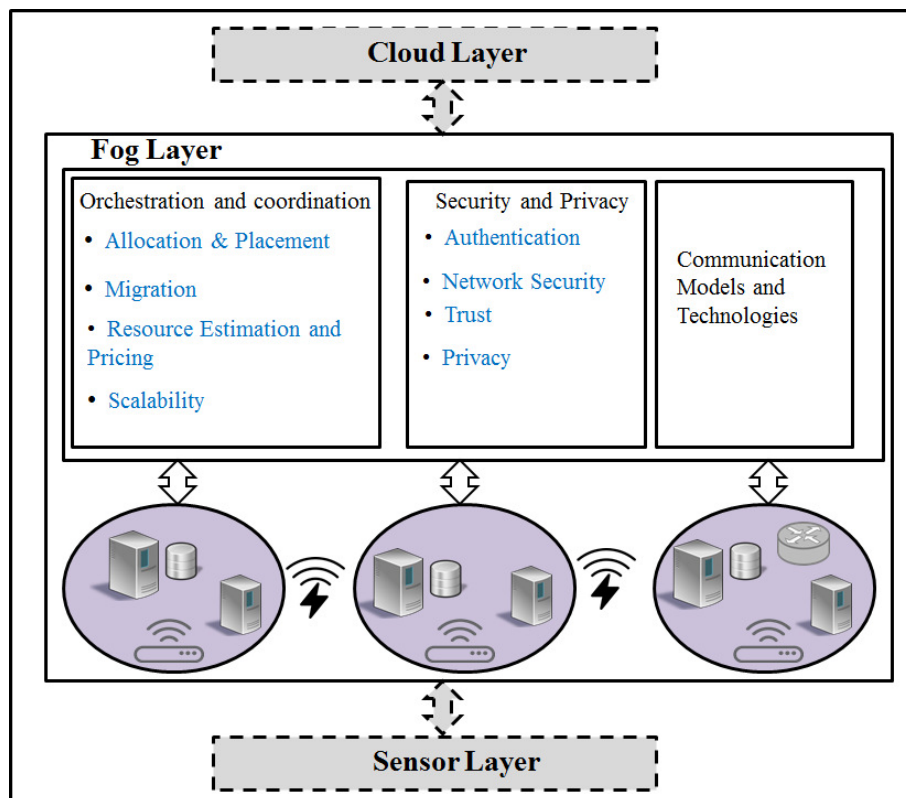 Cloud Layer
Fog Layer
Orchestration and coordination
• Allocation & Placement
• Migration
• Resource Estimation and
Pricing
• Scalability
Security and Privacy
• Authentication
• Network Security
• Trust
• Privacy
Communication
Models and
Technologies
Sensor Layer